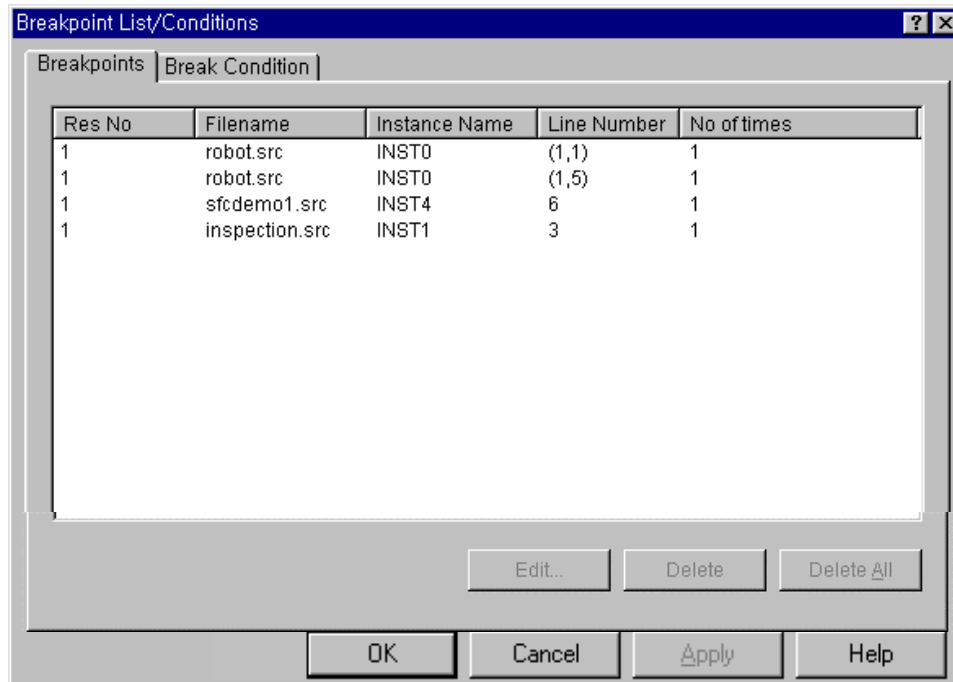 Breakpoint List/Conditions
Breakpoints Break Condition
Res No Filename Instance Name Line Number No of times
1 robot.src INST0 (1,1) 1
1 robot.src INST0 (1,5) 1
1 sfcdemo1.src INST4 6 1
1 inspection.src INST1 3 1
Edit... Delete Delete All
OK Cancel Apply Help